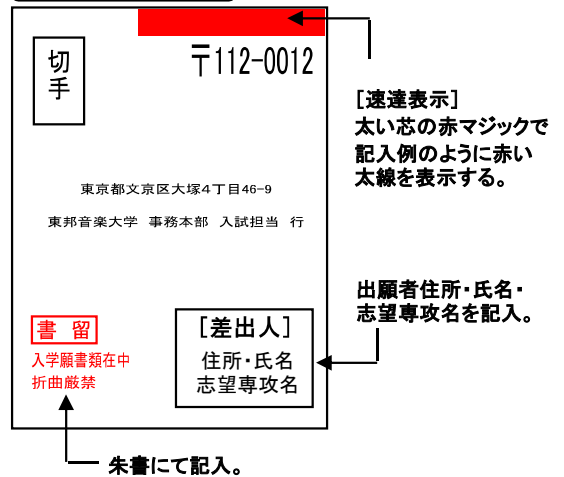 切手
〒112-0012
[速達表示]
太い芯の赤マジックで
記入例のように赤い
太線を表示する。
東京都文京区大塚4丁目46-9
東邦音楽大学 事務本部 入試担当 行
出願者住所・氏名・
志望専攻名を記入。
書 留
入学願書類在中
折曲厳禁
[差出人]
住所・氏名
志望専攻名
朱書にて記入。